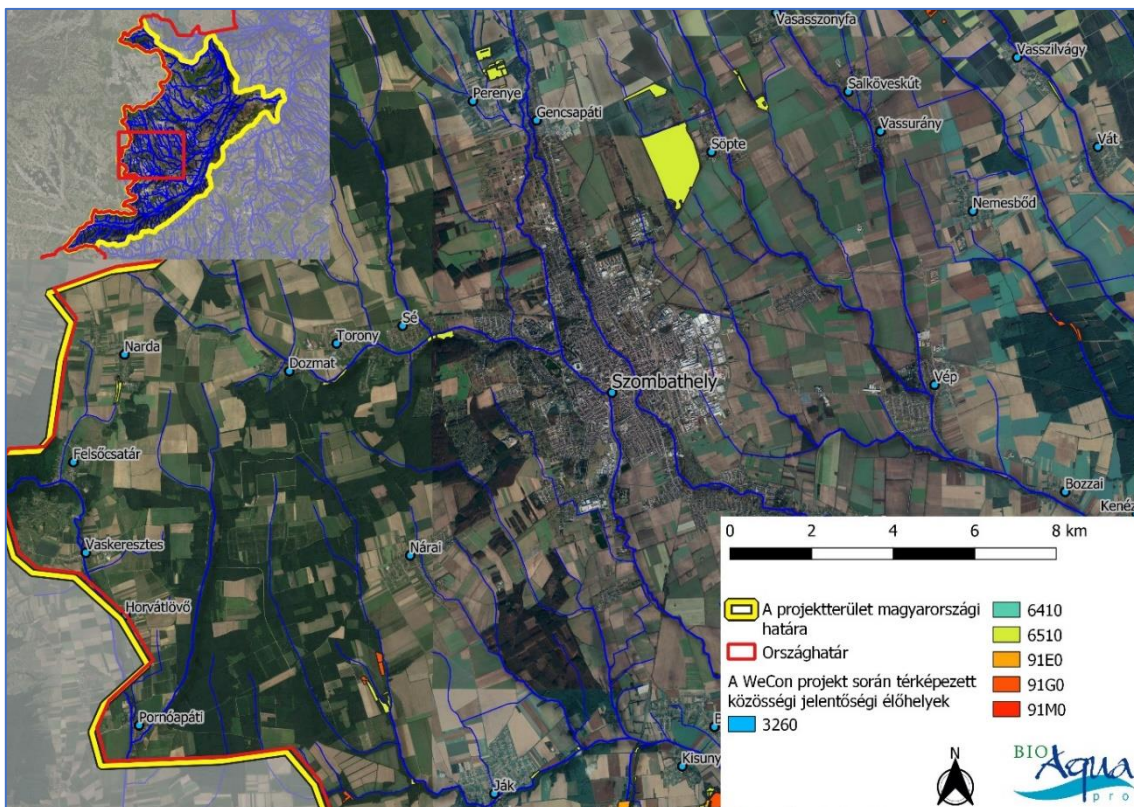 Vasasszonyfa
Vasszilvágy
Salköveskút
Perenye
Gencsapáti
Vassurány
Söpte
Vát
Nemesbőd
Sé
Torony
Narda
Dozmat
Szombathely
Vép
Felsőcsatár
Bozzai
Kenéz
Vaskeresztes
Nárai
Horvátlövő
Pornóapáti
Ják
B
Kisuny
0 2 4 6 8 km
A projektterület magyarországi
határa
Országhatár
A WeCon projekt során térképezett
közösségi jelentőségi élőhelyek
3260
6410
6510
91E0
91G0
91M0
N
BIO
Aqua
pro